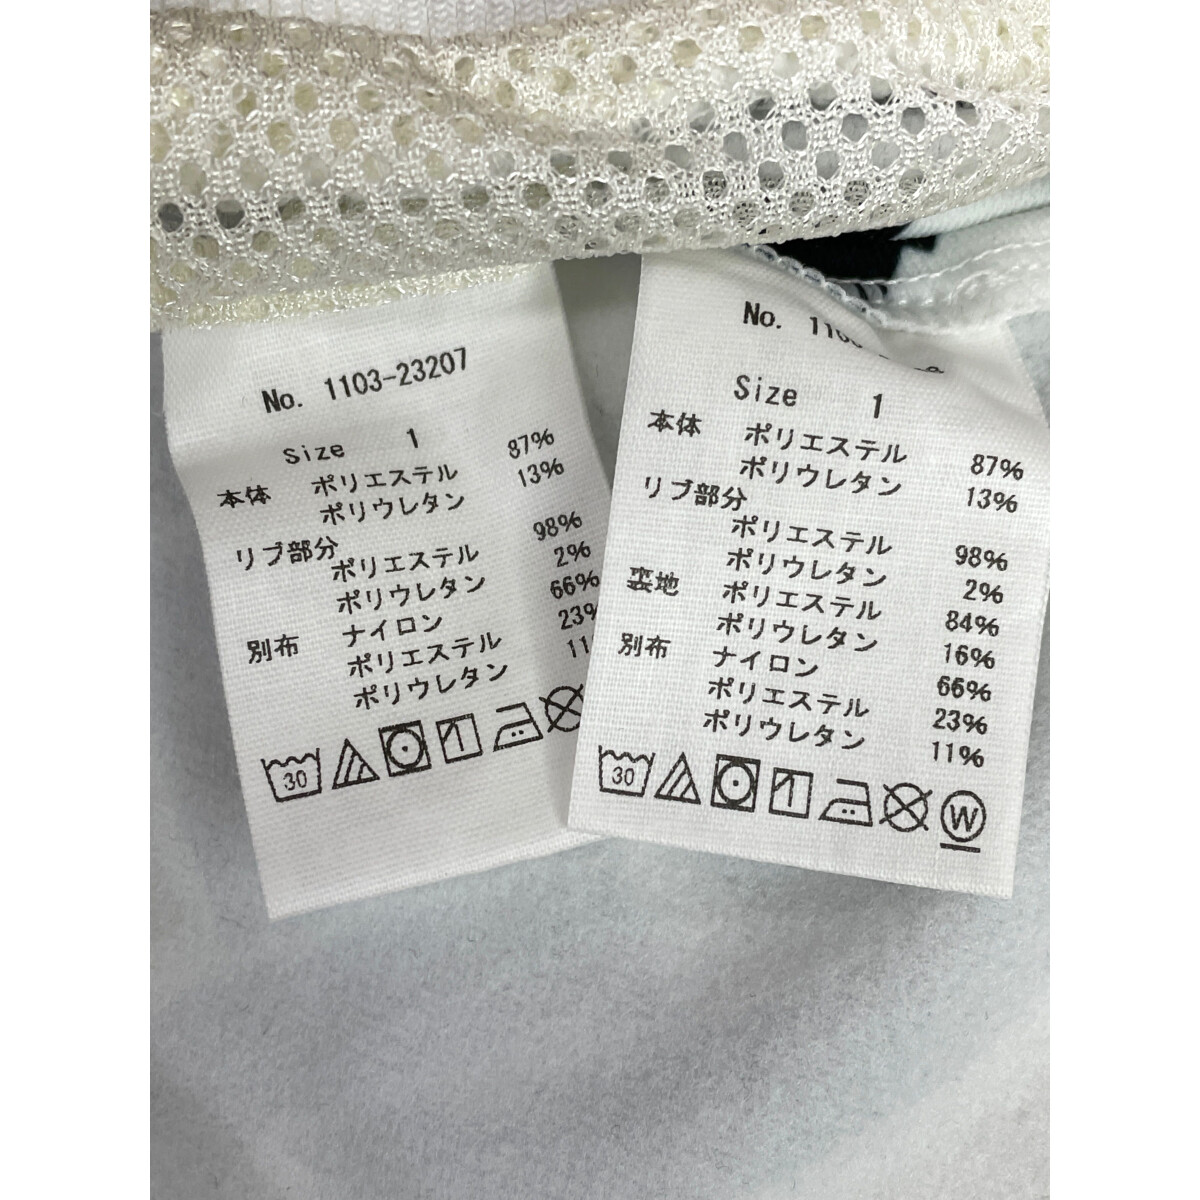 No. 1103-23207
Size 1
本体 ポリエステル 87%
ポリウレタン 13%
リブ部分
ポリエステル 98%
ポリウレタン 2%
別布 ナイロン 66%
ポリエステル 23%
ポリウレタン 11
30
No.
Size 1
本体 ポリエステル 87%
ポリウレタン 13%
リブ部分
ポリエステル 98%
ポリウレタン 2%
裏地 ポリエステル 84%
ポリウレタン 16%
別布 ナイロン 66%
ポリエステル 23%
ポリウレタン 11%
30 W